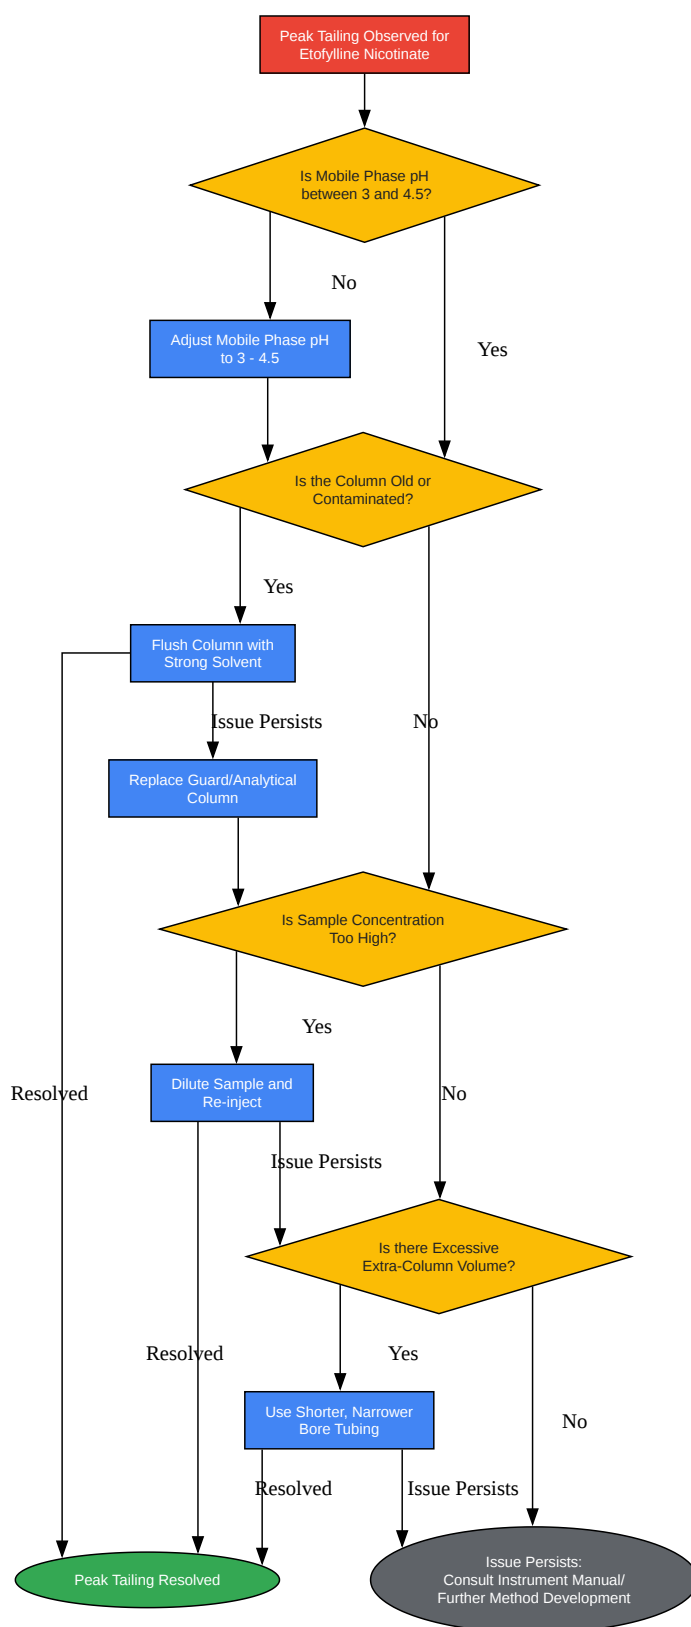 Peak Tailing Observed for
Etofylline Nicotinate
Is Mobile Phase pH
between 3 and 4.5?
No
Adjust Mobile Phase pH
to 3 - 4.5
Yes
Is the Column Old or
Contaminated?
Yes
Flush Column with
Strong Solvent
Issue Persists
No
Replace Guard/Analytical
Column
Is Sample Concentration
Too High?
Yes
Dilute Sample and
Re-inject
Resolved
No
Issue Persists
Is there Excessive
Extra-Column Volume?
Resolved
Yes
Use Shorter, Narrower
Bore Tubing
No
Resolved
Issue Persists
Peak Tailing Resolved
Issue Persists:
Consult Instrument Manual/
Further Method Development